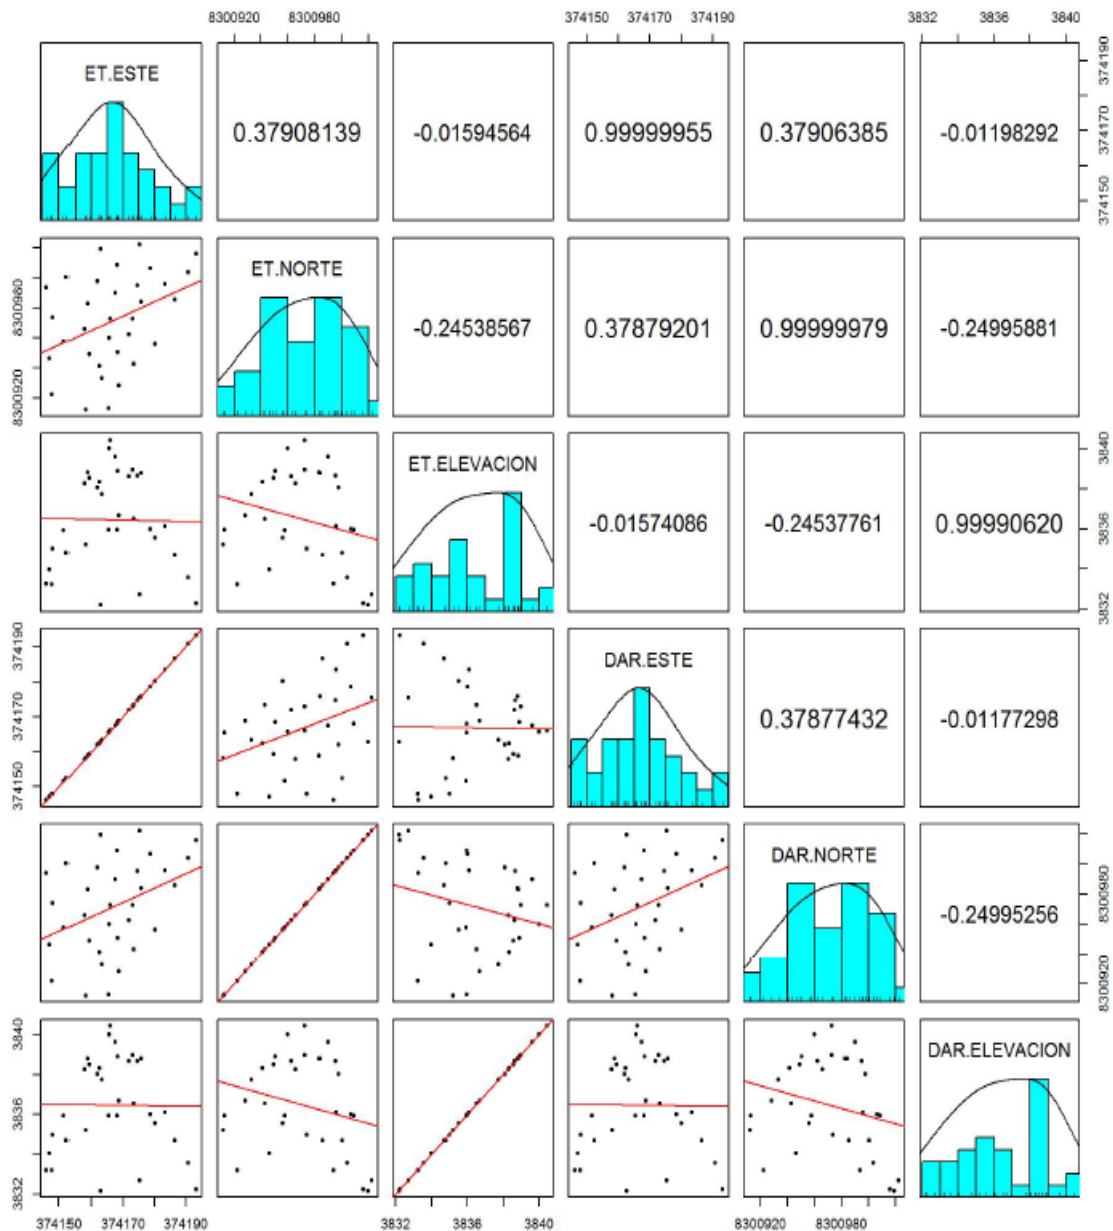 8300920 8300980 374150 374170 374190 3832 3836 3840
ET.ESTE 0.37908139 -0.01594564 0.99999955 0.37906385 -0.01198292 374150 374170 374190
8300920 8300980 ET.NORTE -0.24538567 0.37879201 0.99999979 -0.24995881
ET.ELEVACION -0.01574086 -0.24537761 0.99990620 3832 3836 3840
374150 374170 374190 DAR.ESTE 0.37877432 -0.01177298
DAR.NORTE -0.24995256 8300920 8300980
3832 3836 3840 DAR.ELEVACION
374150 374170 374190 3832 3836 3840 8300920 8300980